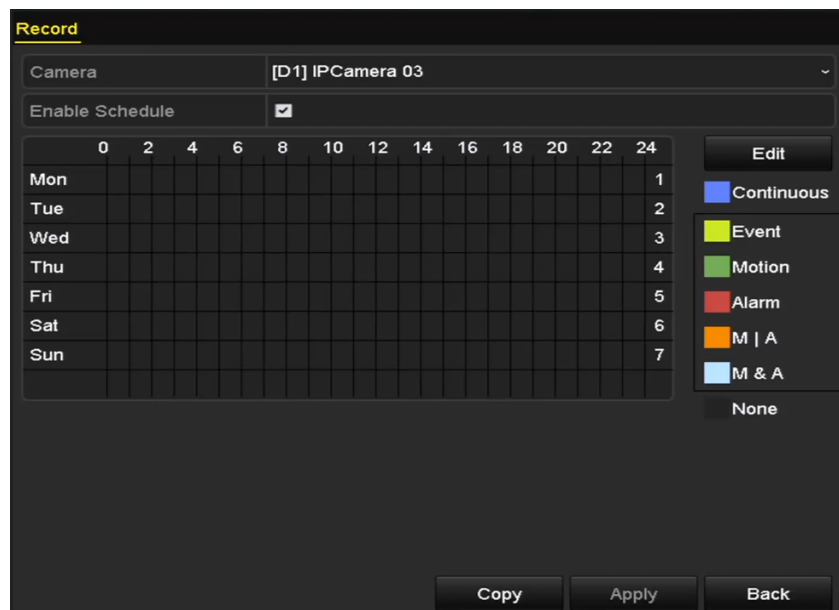 Record
Camera [D1] IPCamera 03
Enable Schedule
0 2 4 6 8 10 12 14 16 18 20 22 24
Mon 1
Tue 2
Wed 3
Thu 4
Fri 5
Sat 6
Sun 7
Edit
Continuous
Event
Motion
Alarm
M | A
M & A
None
Copy Apply Back